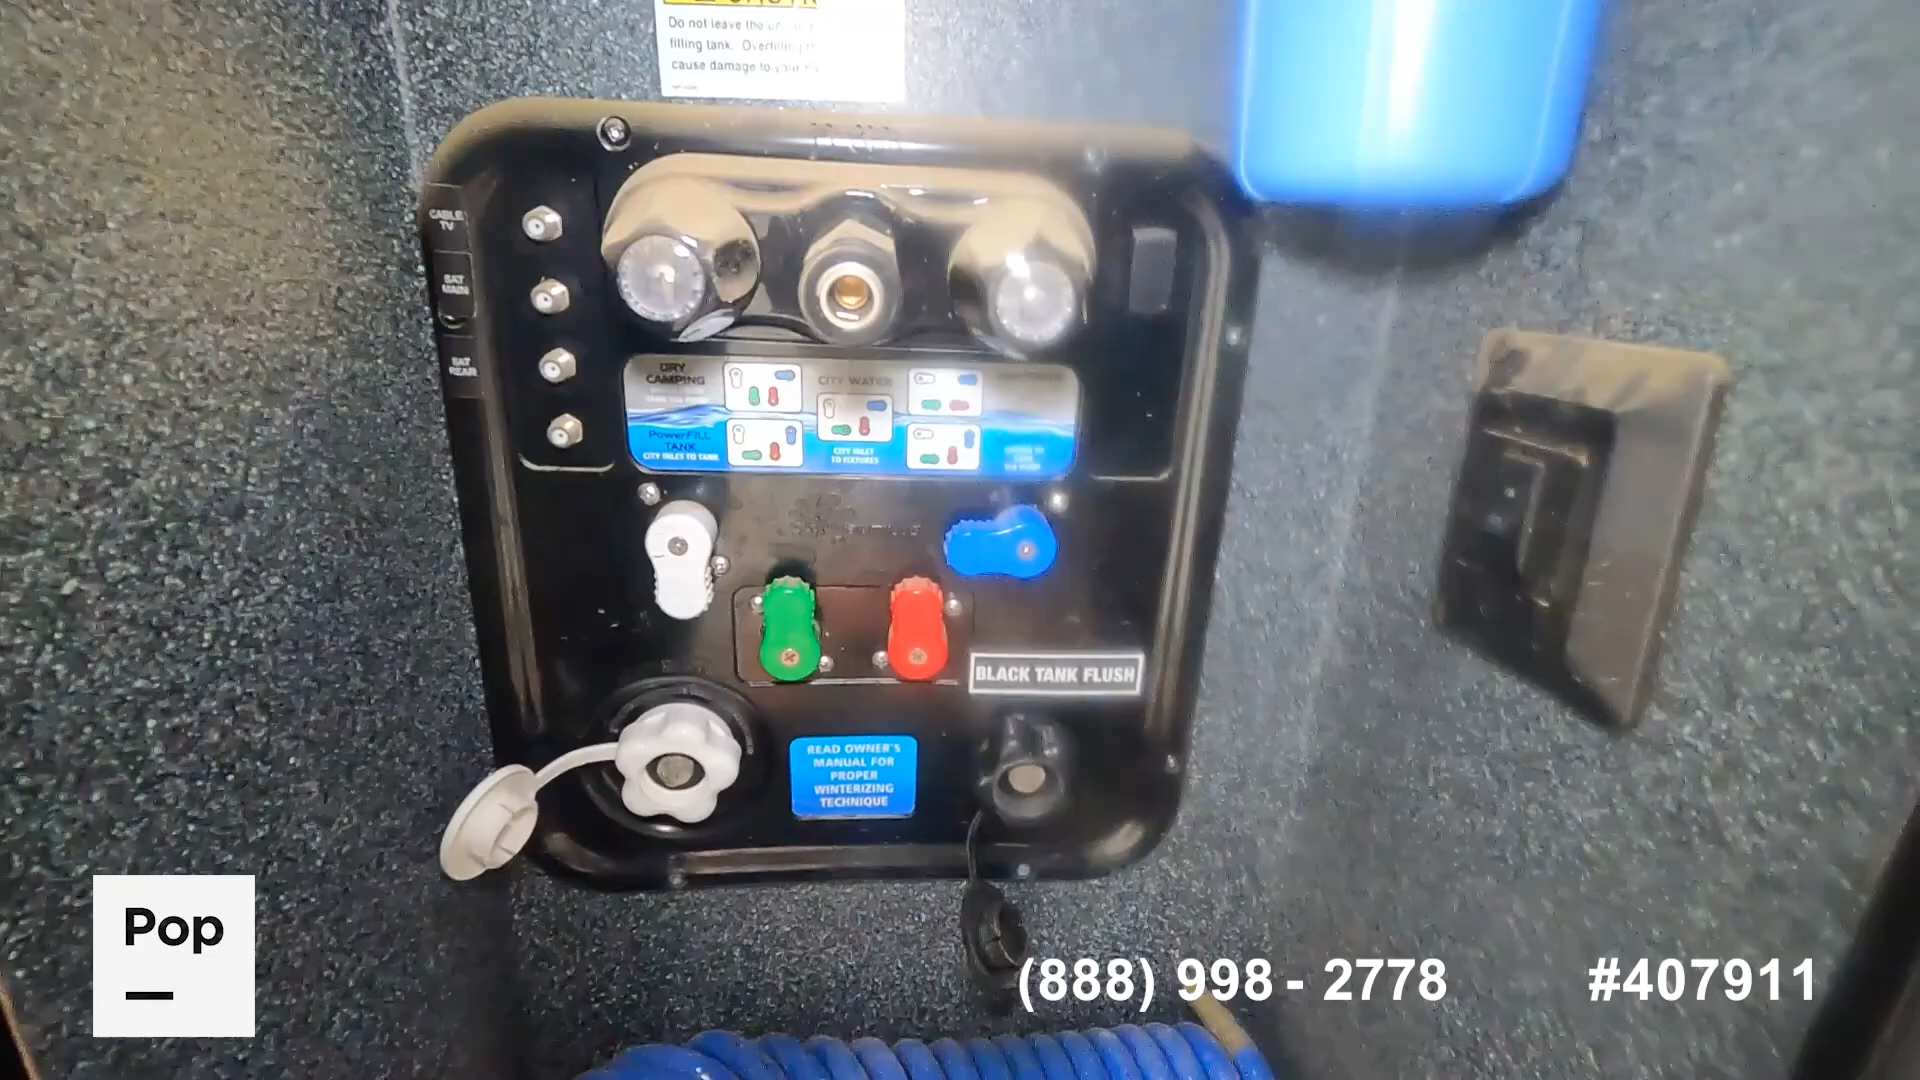 Do not leave the
filling tank. Overfilling
cause damage to your
CABLE
TV
SAT
MAIN
SAT
REAR
DRY
CAMPING
CITY WATER
PowerFILL
TANK
CITY INLET TO TANK
CITY INLET
TO FIXTURES
BLACK TANK FLUSH
READ OWNER'S
MANUAL FOR
PROPER
WINTERIZING
TECHNIQUE
Pop
(888) 998 - 2778
#407911